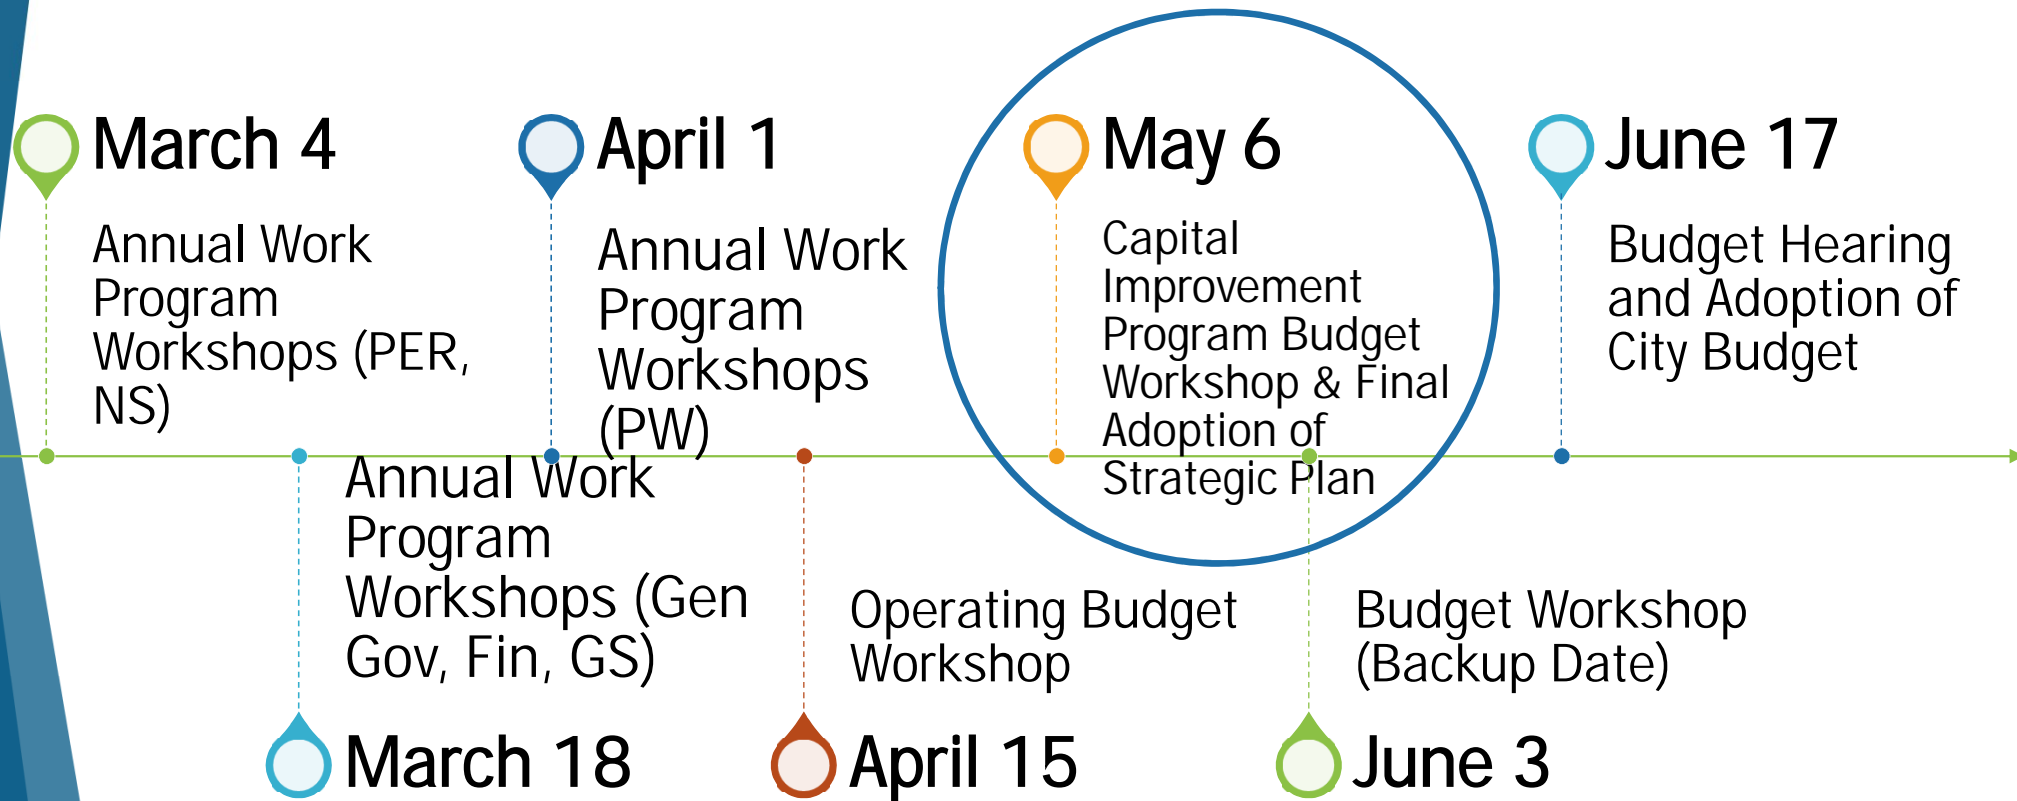 March 4
Annual Work
Program
Workshops (PER,
NS)
March 18
Annual Work
Program
Workshops (Gen
Gov, Fin, GS)
April 1
Annual Work
Program
Workshops
(PW)
April 15
Operating Budget
Workshop
May 6
Capital
Improvement
Program Budget
Workshop & Final
Adoption of
Strategic Plan
June 3
Budget Workshop
(Backup Date)
June 17
Budget Hearing
and Adoption of
City Budget